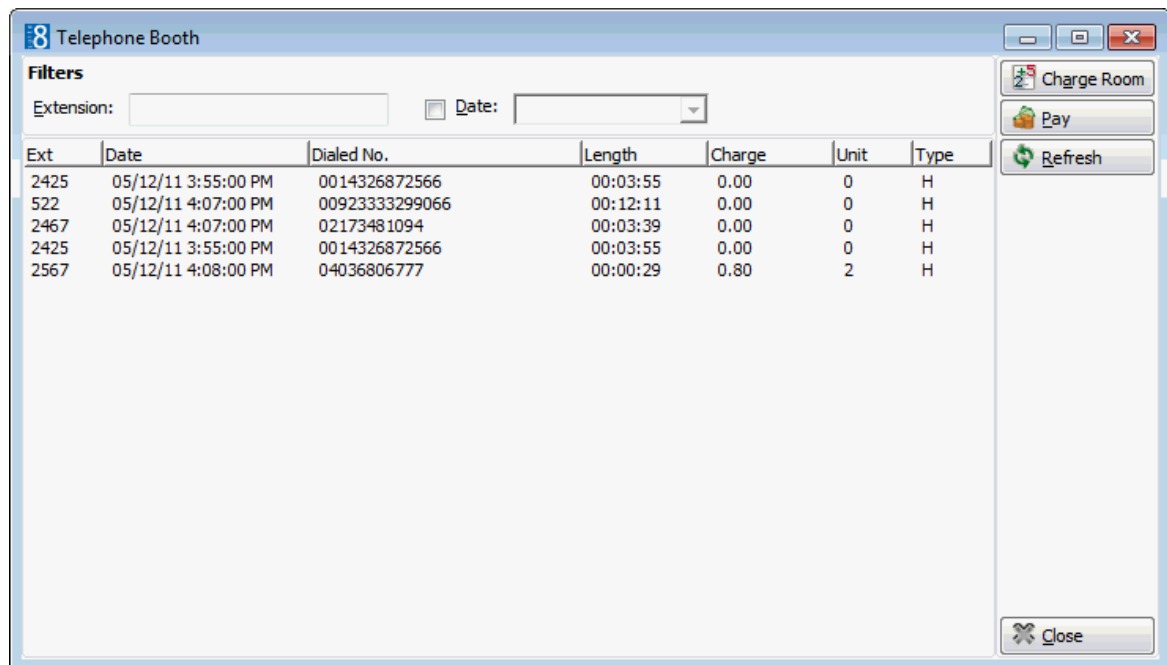 8 Telephone Booth
Filters
Extension: Date:
Charge Room
Pay
Refresh
Ext Date Dialed No. Length Charge Unit Type
2425 05/12/11 3:55:00 PM 0014326872566 00:03:55 0.00 0 H
522 05/12/11 4:07:00 PM 00923333299066 00:12:11 0.00 0 H
2467 05/12/11 4:07:00 PM 02173481094 00:03:39 0.00 0 H
2425 05/12/11 3:55:00 PM 0014326872566 00:03:55 0.00 0 H
2567 05/12/11 4:08:00 PM 04036806777 00:00:29 0.80 2 H
Close